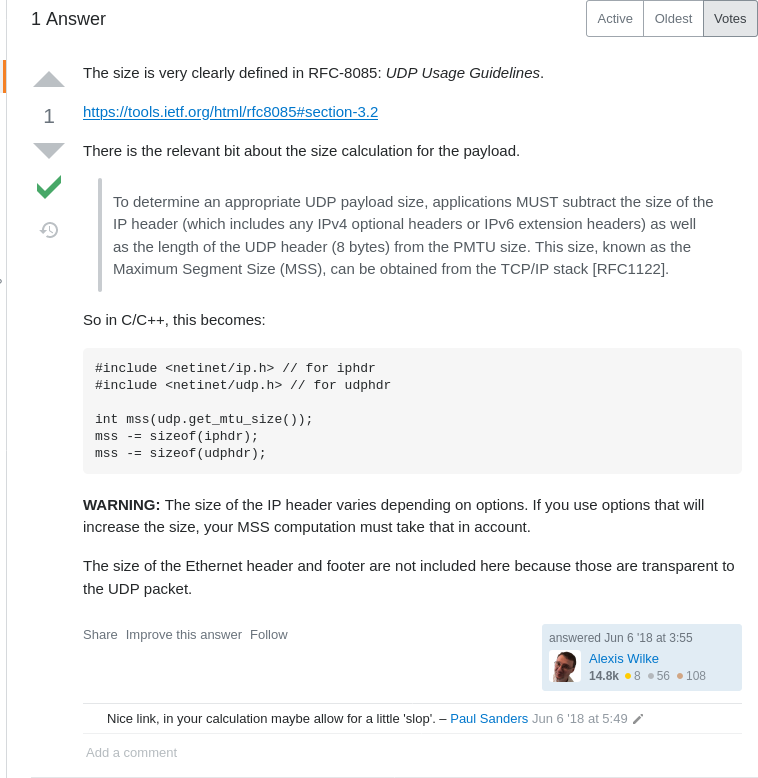 1 Answer
Active Oldest Votes
The size is very clearly defined in RFC-8085: UDP Usage Guidelines.
1
https://tools.ietf.org/html/rfc8085#section-3.2
There is the relevant bit about the size calculation for the payload.
To determine an appropriate UDP payload size, applications MUST subtract the size of the
IP header (which includes any IPv4 optional headers or IPv6 extension headers) as well
as the length of the UDP header (8 bytes) from the PMTU size. This size, known as the
Maximum Segment Size (MSS), can be obtained from the TCP/IP stack [RFC1122].
So in C/C++, this becomes:
#include <netinet/ip.h> // for iphdr
#include <netinet/udp.h> // for udphdr
int mss(udp.get_mtu_size());
mss -= sizeof(iphdr);
mss -= sizeof(udphdr);
WARNING: The size of the IP header varies depending on options. If you use options that will
increase the size, your MSS computation must take that in account.
The size of the Ethernet header and footer are not included here because those are transparent to
the UDP packet.
Share Improve this answer Follow
answered Jun 6 '18 at 3:55
Alexis Wilke
14.8k 8 56 108
Nice link, in your calculation maybe allow for a little 'slop'. – Paul Sanders Jun 6 '18 at 5:49
Add a comment